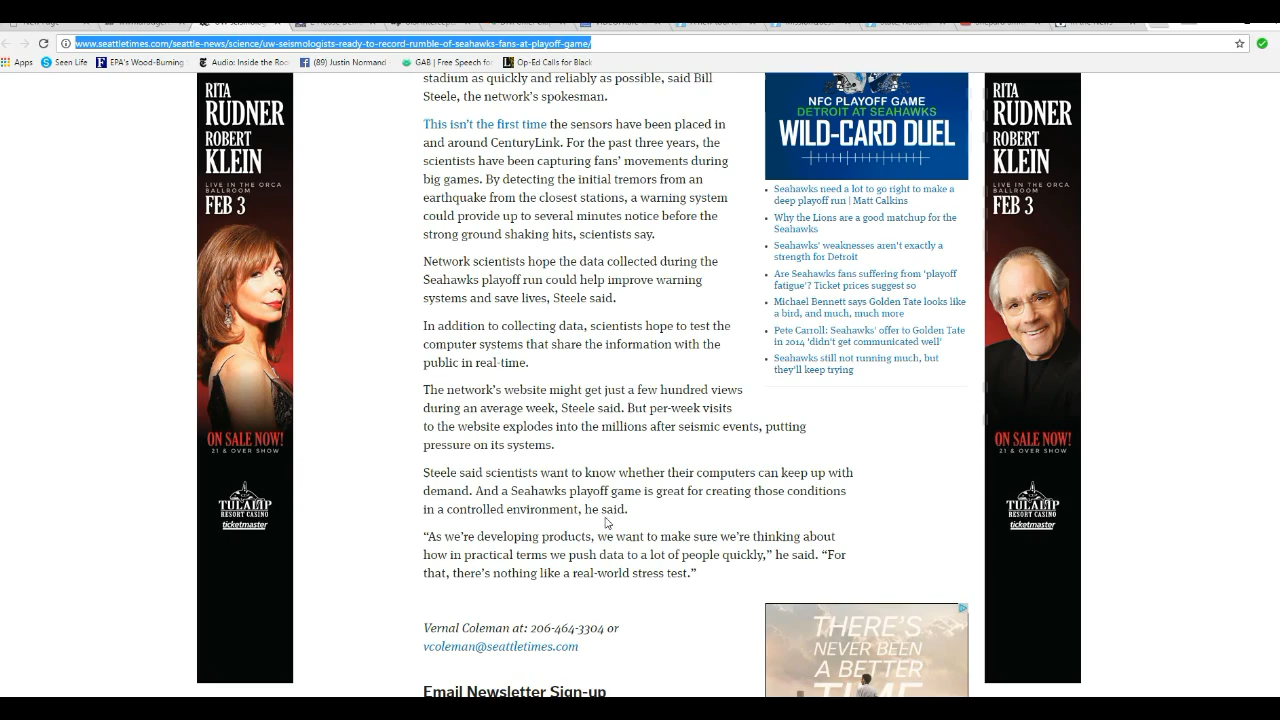 www.seattletimes.com/seattle-news/science/uw-seismologists-ready-to-record-rumble-of-seahawks-fans-at-playoff-game/
Apps
Seen Life
EPA's Wood-Burning
Audio: Inside the Roo
(89) Justin Normand
GAB | Free Speech for
Op-Ed Calls for Black
RITA
RUDNER
ROBERT
KLEIN
LIVE IN THE ORCA
BALLROOM
FEB 3
ON SALE NOW!
21 & OVER SHOW
TULALIP
RESORT CASINO
ticketmaster
stadium as quickly and reliably as possible, said Bill
Steele, the network's spokesman.
This isn't the first time the sensors have been placed in
and around CenturyLink. For the past three years, the
scientists have been capturing fans' movements during
big games. By detecting the initial tremors from an
earthquake from the closest stations, a warning system
could provide up to several minutes notice before the
strong ground shaking hits, scientists say.
Network scientists hope the data collected during the
Seahawks playoff run could help improve warning
systems and save lives, Steele said.
In addition to collecting data, scientists hope to test the
computer systems that share the information with the
public in real-time.
The network's website might get just a few hundred views
during an average week, Steele said. But per-week visits
to the website explodes into the millions after seismic events, putting
pressure on its systems.
Steele said scientists want to know whether their computers can keep up with
demand. And a Seahawks playoff game is great for creating those conditions
in a controlled environment, he said.
“As we're developing products, we want to make sure we're thinking about
how in practical terms we push data to a lot of people quickly,” he said. “For
that, there's nothing like a real-world stress test.”
Vernal Coleman at: 206-464-3304 or
vcoleman@seattletimes.com
Email Newsletter Sign-up
NFC PLAYOFF GAME
DETROIT AT SEAHAWKS
WILD-CARD DUEL
Seahawks need a lot to go right to make a
deep playoff run | Matt Calkins
Why the Lions are a good matchup for the
Seahawks
Seahawks' weaknesses aren't exactly a
strength for Detroit
Are Seahawks fans suffering from 'playoff
fatigue'? Ticket prices suggest so
Michael Bennett says Golden Tate looks like
a bird, and much, much more
Pete Carroll: Seahawks' offer to Golden Tate
in 2014 'didn't get communicated well'
Seahawks still not running much, but
they'll keep trying
THERE'S
NEVER BEEN
A BETTER
TIME
RITA
RUDNER
ROBERT
KLEIN
LIVE IN THE ORCA
BALLROOM
FEB 3
ON SALE NOW!
21 & OVER SHOW
TULALIP
RESORT CASINO
ticketmaster